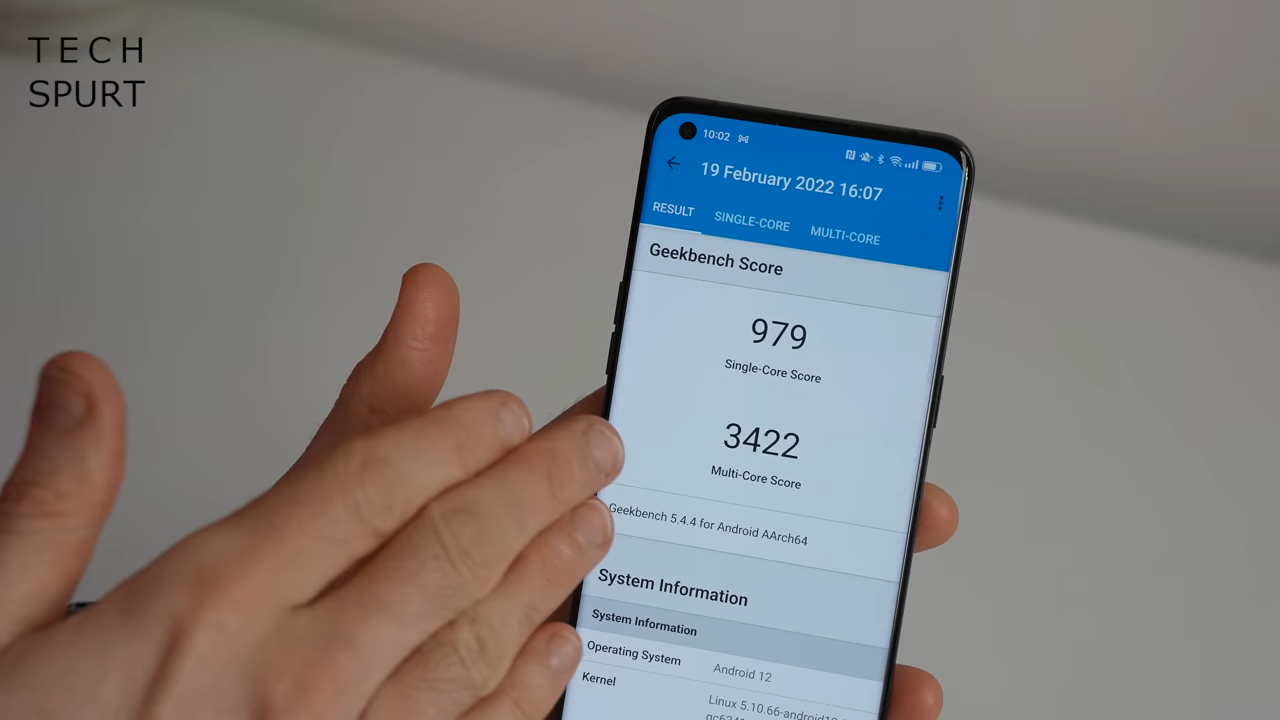 TECH
SPURT
10:02
19 February 2022 16:07
RESULT SINGLE-CORE MULTI-CORE
Geekbench Score
979
Single-Core Score
3422
Multi-Core Score
Geekbench 5.4.4 for Android AArch64
System Information
System Information
Operating System Android 12
Kernel
Linux